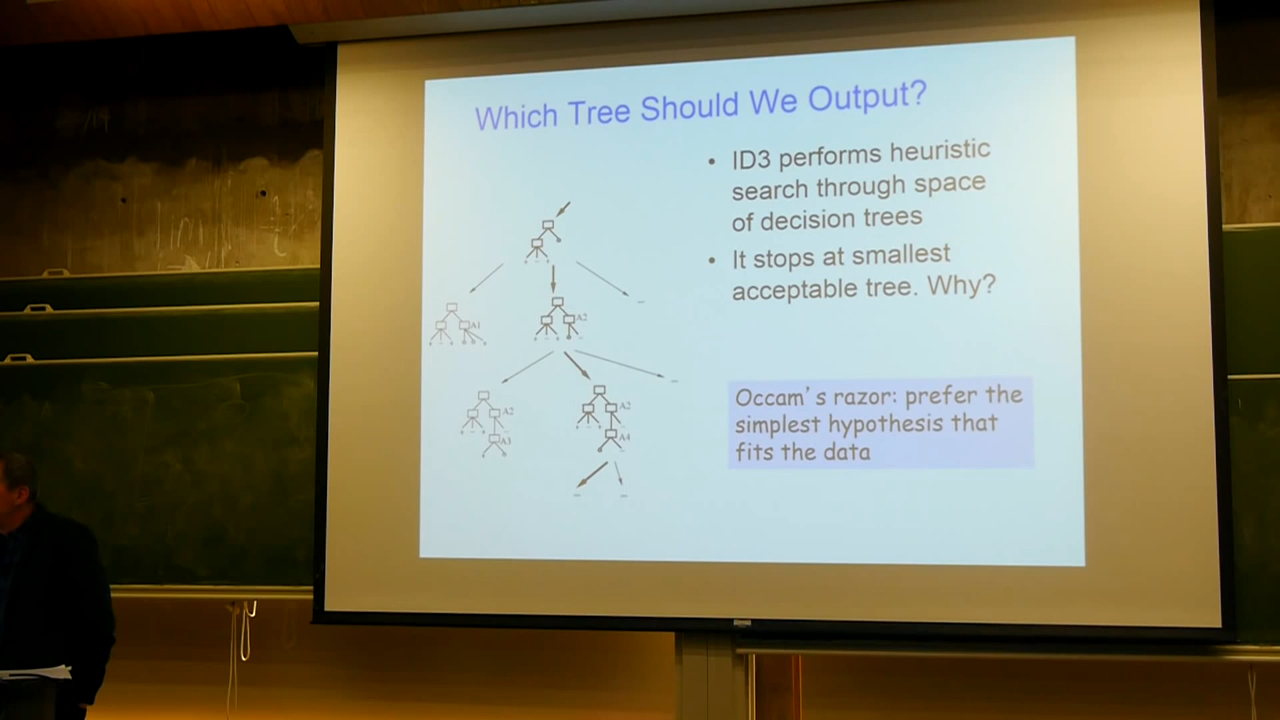 Which Tree Should We Output?
• ID3 performs heuristic
search through space
of decision trees
• It stops at smallest
acceptable tree. Why?
Occam's razor: prefer the
simplest hypothesis that
fits the data
A1
A2
A2
A3
A2
A4